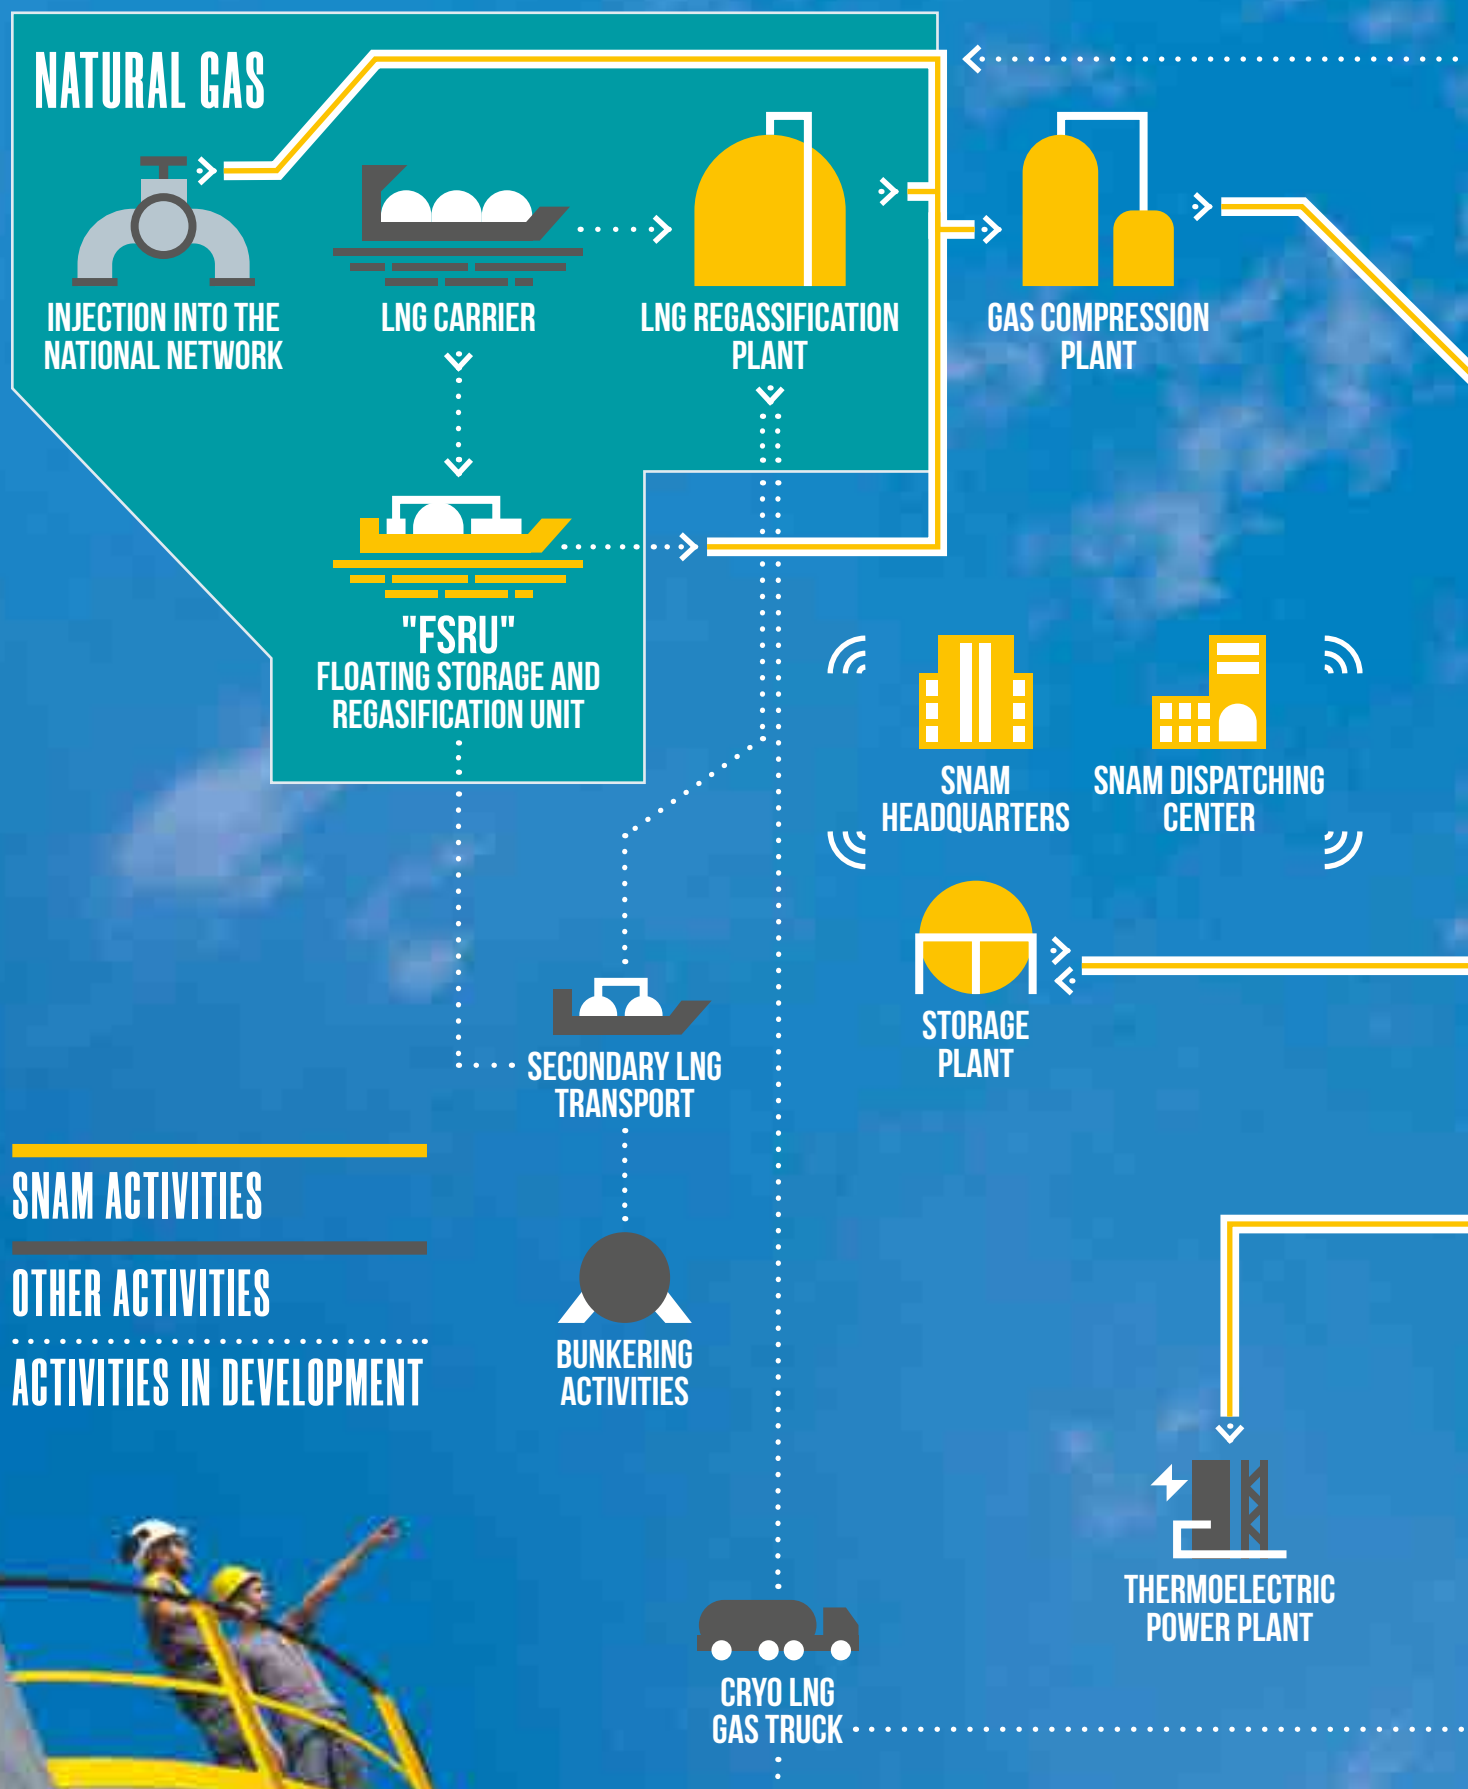 NATURAL GAS
INJECTION INTO THE
NATIONAL NETWORK
LNG CARRIER
LNG REGASSIFICATION
PLANT
GAS COMPRESSION
PLANT
"FSRU"
FLOATING STORAGE AND
REGASIFICATION UNIT
SNAM
HEADQUARTERS
SNAM DISPATCHING
CENTER
STORAGE
PLANT
SECONDARY LNG
TRANSPORT
SNAM ACTIVITIES
OTHER ACTIVITIES
ACTIVITIES IN DEVELOPMENT
BUNKERING
ACTIVITIES
THERMOELECTRIC
POWER PLANT
CRYO LNG
GAS TRUCK